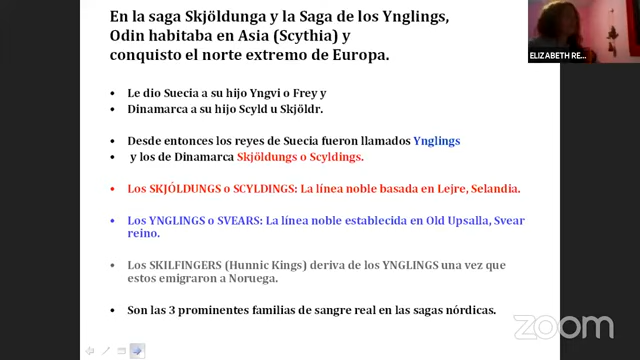 En la saga Skjöldunga y la Saga de los Ynglings,
Odin habitaba en Asia (Scythia) y
conquisto el norte extremo de Europa.
• Le dio Suecia a su hijo Yngvi o Frey y
• Dinamarca a su hijo Scyld u Skjöldr.
• Desde entonces los reyes de Suecia fueron llamados Ynglings
• y los de Dinamarca Skjöldungs o Scyldings.
• Los SKJÓLDUNGS o SCYLDINGS: La línea noble basada en Lejre, Selandia.
• Los YNGLINGS o SVEARS: La línea noble establecida en Old Upsalla, Svear
reino.
• Los SKILFINGERS (Hunnic Kings) deriva de los YNGLINGS una vez que
estos emigraron a Noruega.
• Son las 3 prominentes familias de sangre real en las sagas nórdicas.
ELIZABETH RE...
zoom